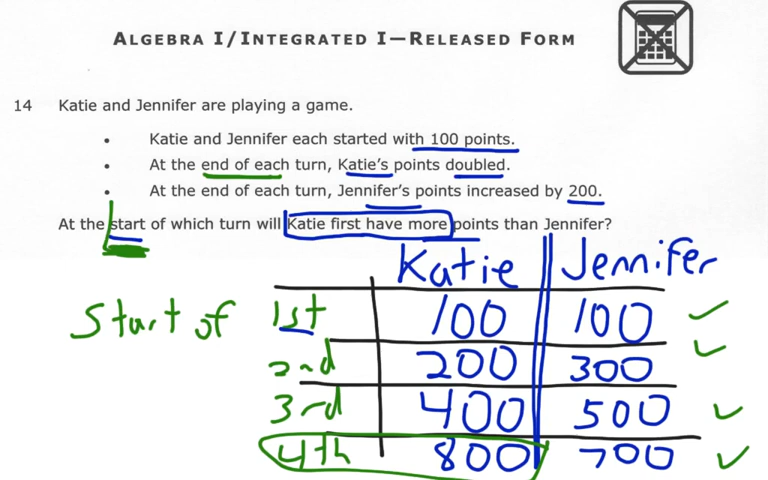 ALGEBRA I/INTEGRATED I—RELEASED FORM
14 Katie and Jennifer are playing a game.
• Katie and Jennifer each started with 100 points.
• At the end of each turn, Katie's points doubled.
• At the end of each turn, Jennifer's points increased by 200.
At the start of which turn will Katie first have more points than Jennifer?
Katie Jennifer
Start of 1st 100 100
2nd 200 300
3rd 400 500
4th 800 700